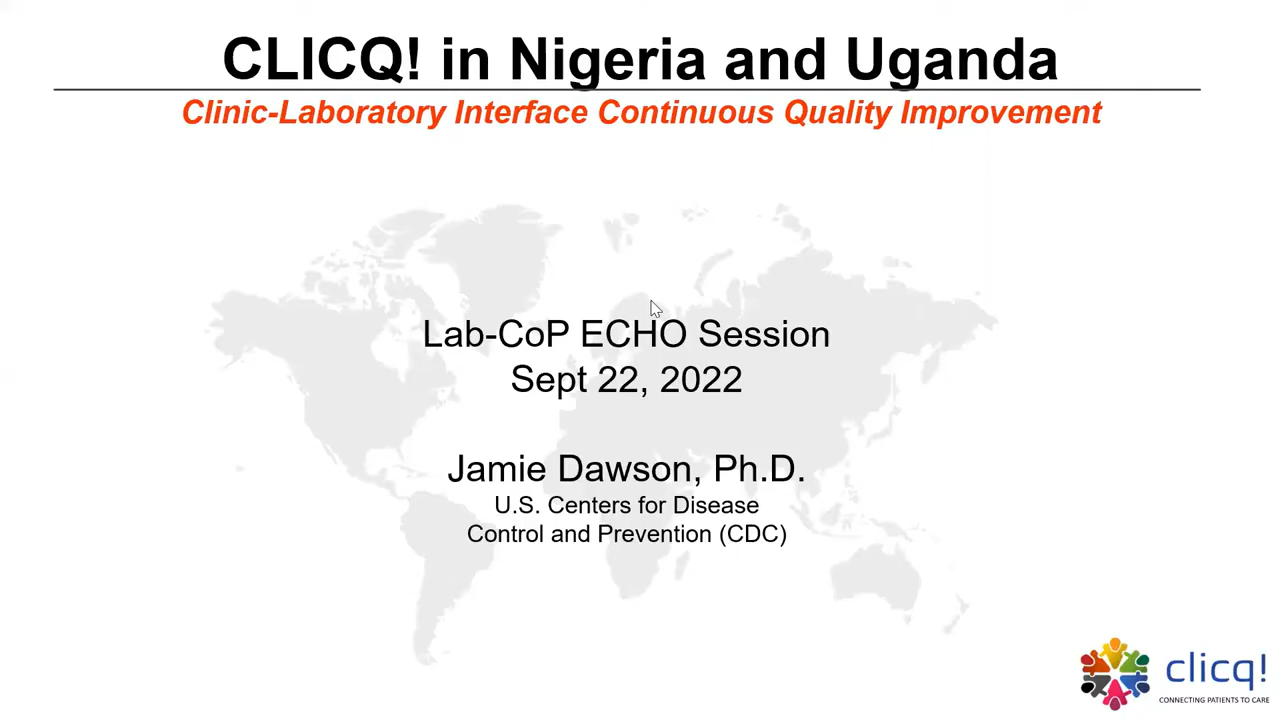 CLICQ! in Nigeria and Uganda
Clinic-Laboratory Interface Continuous Quality Improvement
Lab-CoP ECHO Session
Sept 22, 2022
Jamie Dawson, Ph.D.
U.S. Centers for Disease
Control and Prevention (CDC)
clicq!
CONNECTING PATIENTS TO CARE